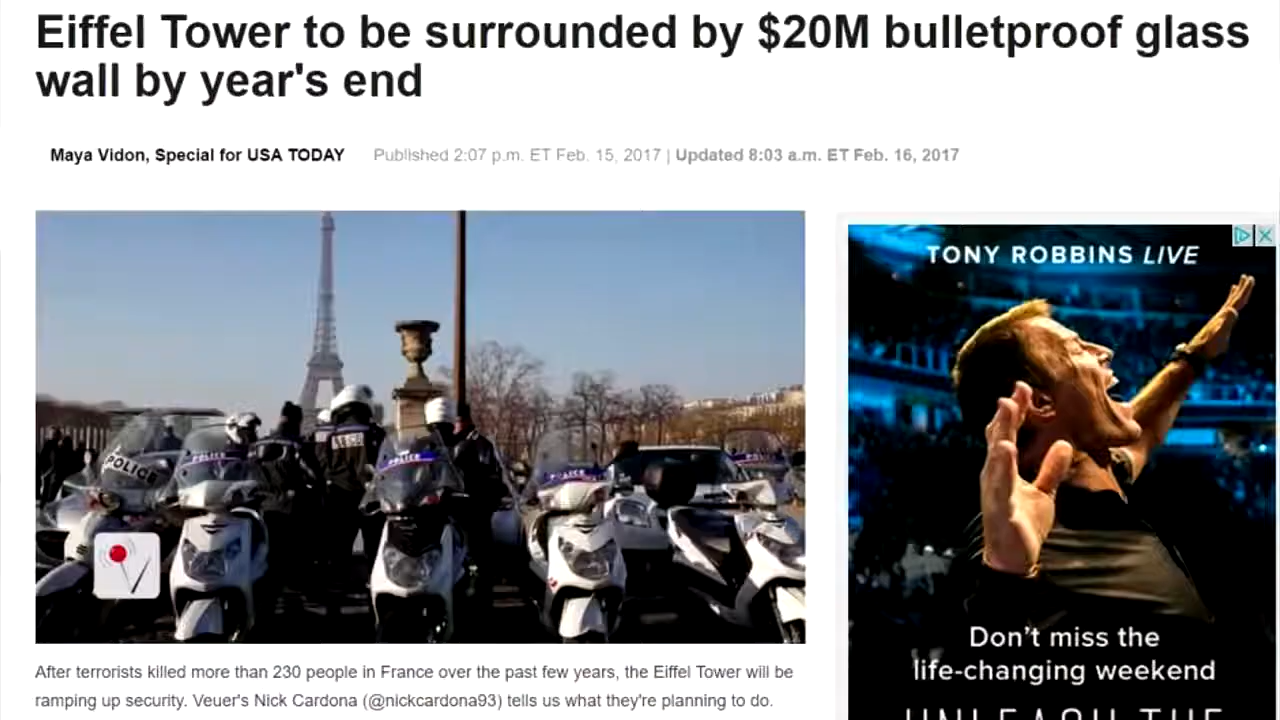 Eiffel Tower to be surrounded by $20M bulletproof glass
wall by year's end
Maya Vidon, Special for USA TODAY Published 2:07 p.m. ET Feb. 15, 2017 | Updated 8:03 a.m. ET Feb. 16, 2017
POLICE
POLICE
POLICE
POLICE
TONY ROBBINS LIVE
Don't miss the
life-changing weekend
UNLEASH THE
After terrorists killed more than 230 people in France over the past few years, the Eiffel Tower will be
ramping up security. Veuer's Nick Cardona (@nickcardona93) tells us what they're planning to do.